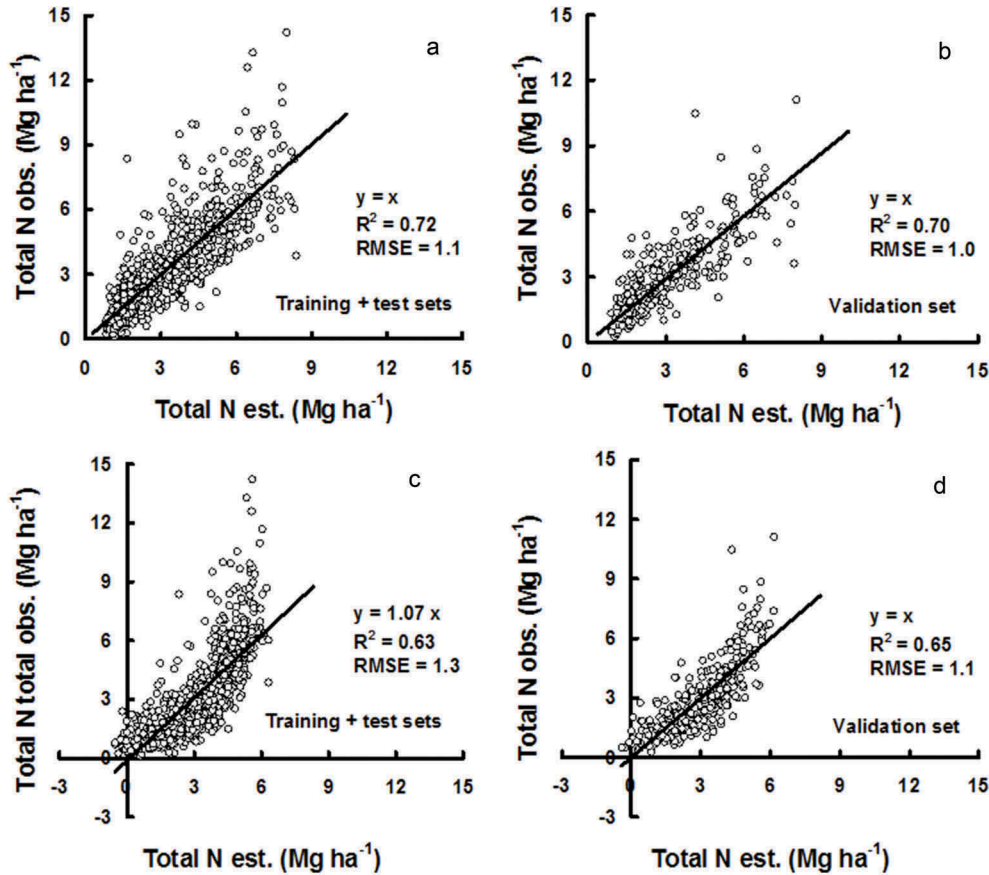 a
15
12
9
6
3
0
Total N obs. (Mg ha⁻¹)
y = x
R² = 0.72
RMSE = 1.1
Training + test sets
0 3 6 9 12 15
Total N est. (Mg ha⁻¹)
b
15
12
9
6
3
0
Total N obs. (Mg ha⁻¹)
y = x
R² = 0.70
RMSE = 1.0
Validation set
0 3 6 9 12 15
Total N est. (Mg ha⁻¹)
c
15
12
9
6
3
0
-3
Total N total obs. (Mg ha⁻¹)
y = 1.07 x
R² = 0.63
RMSE = 1.3
Training + test sets
-3 0 3 6 9 12 15
Total N est. (Mg ha⁻¹)
d
15
12
9
6
3
0
-3
Total N obs. (Mg ha⁻¹)
y = x
R² = 0.65
RMSE = 1.1
Validation set
-3 0 3 6 9 12 15
Total N est. (Mg ha⁻¹)